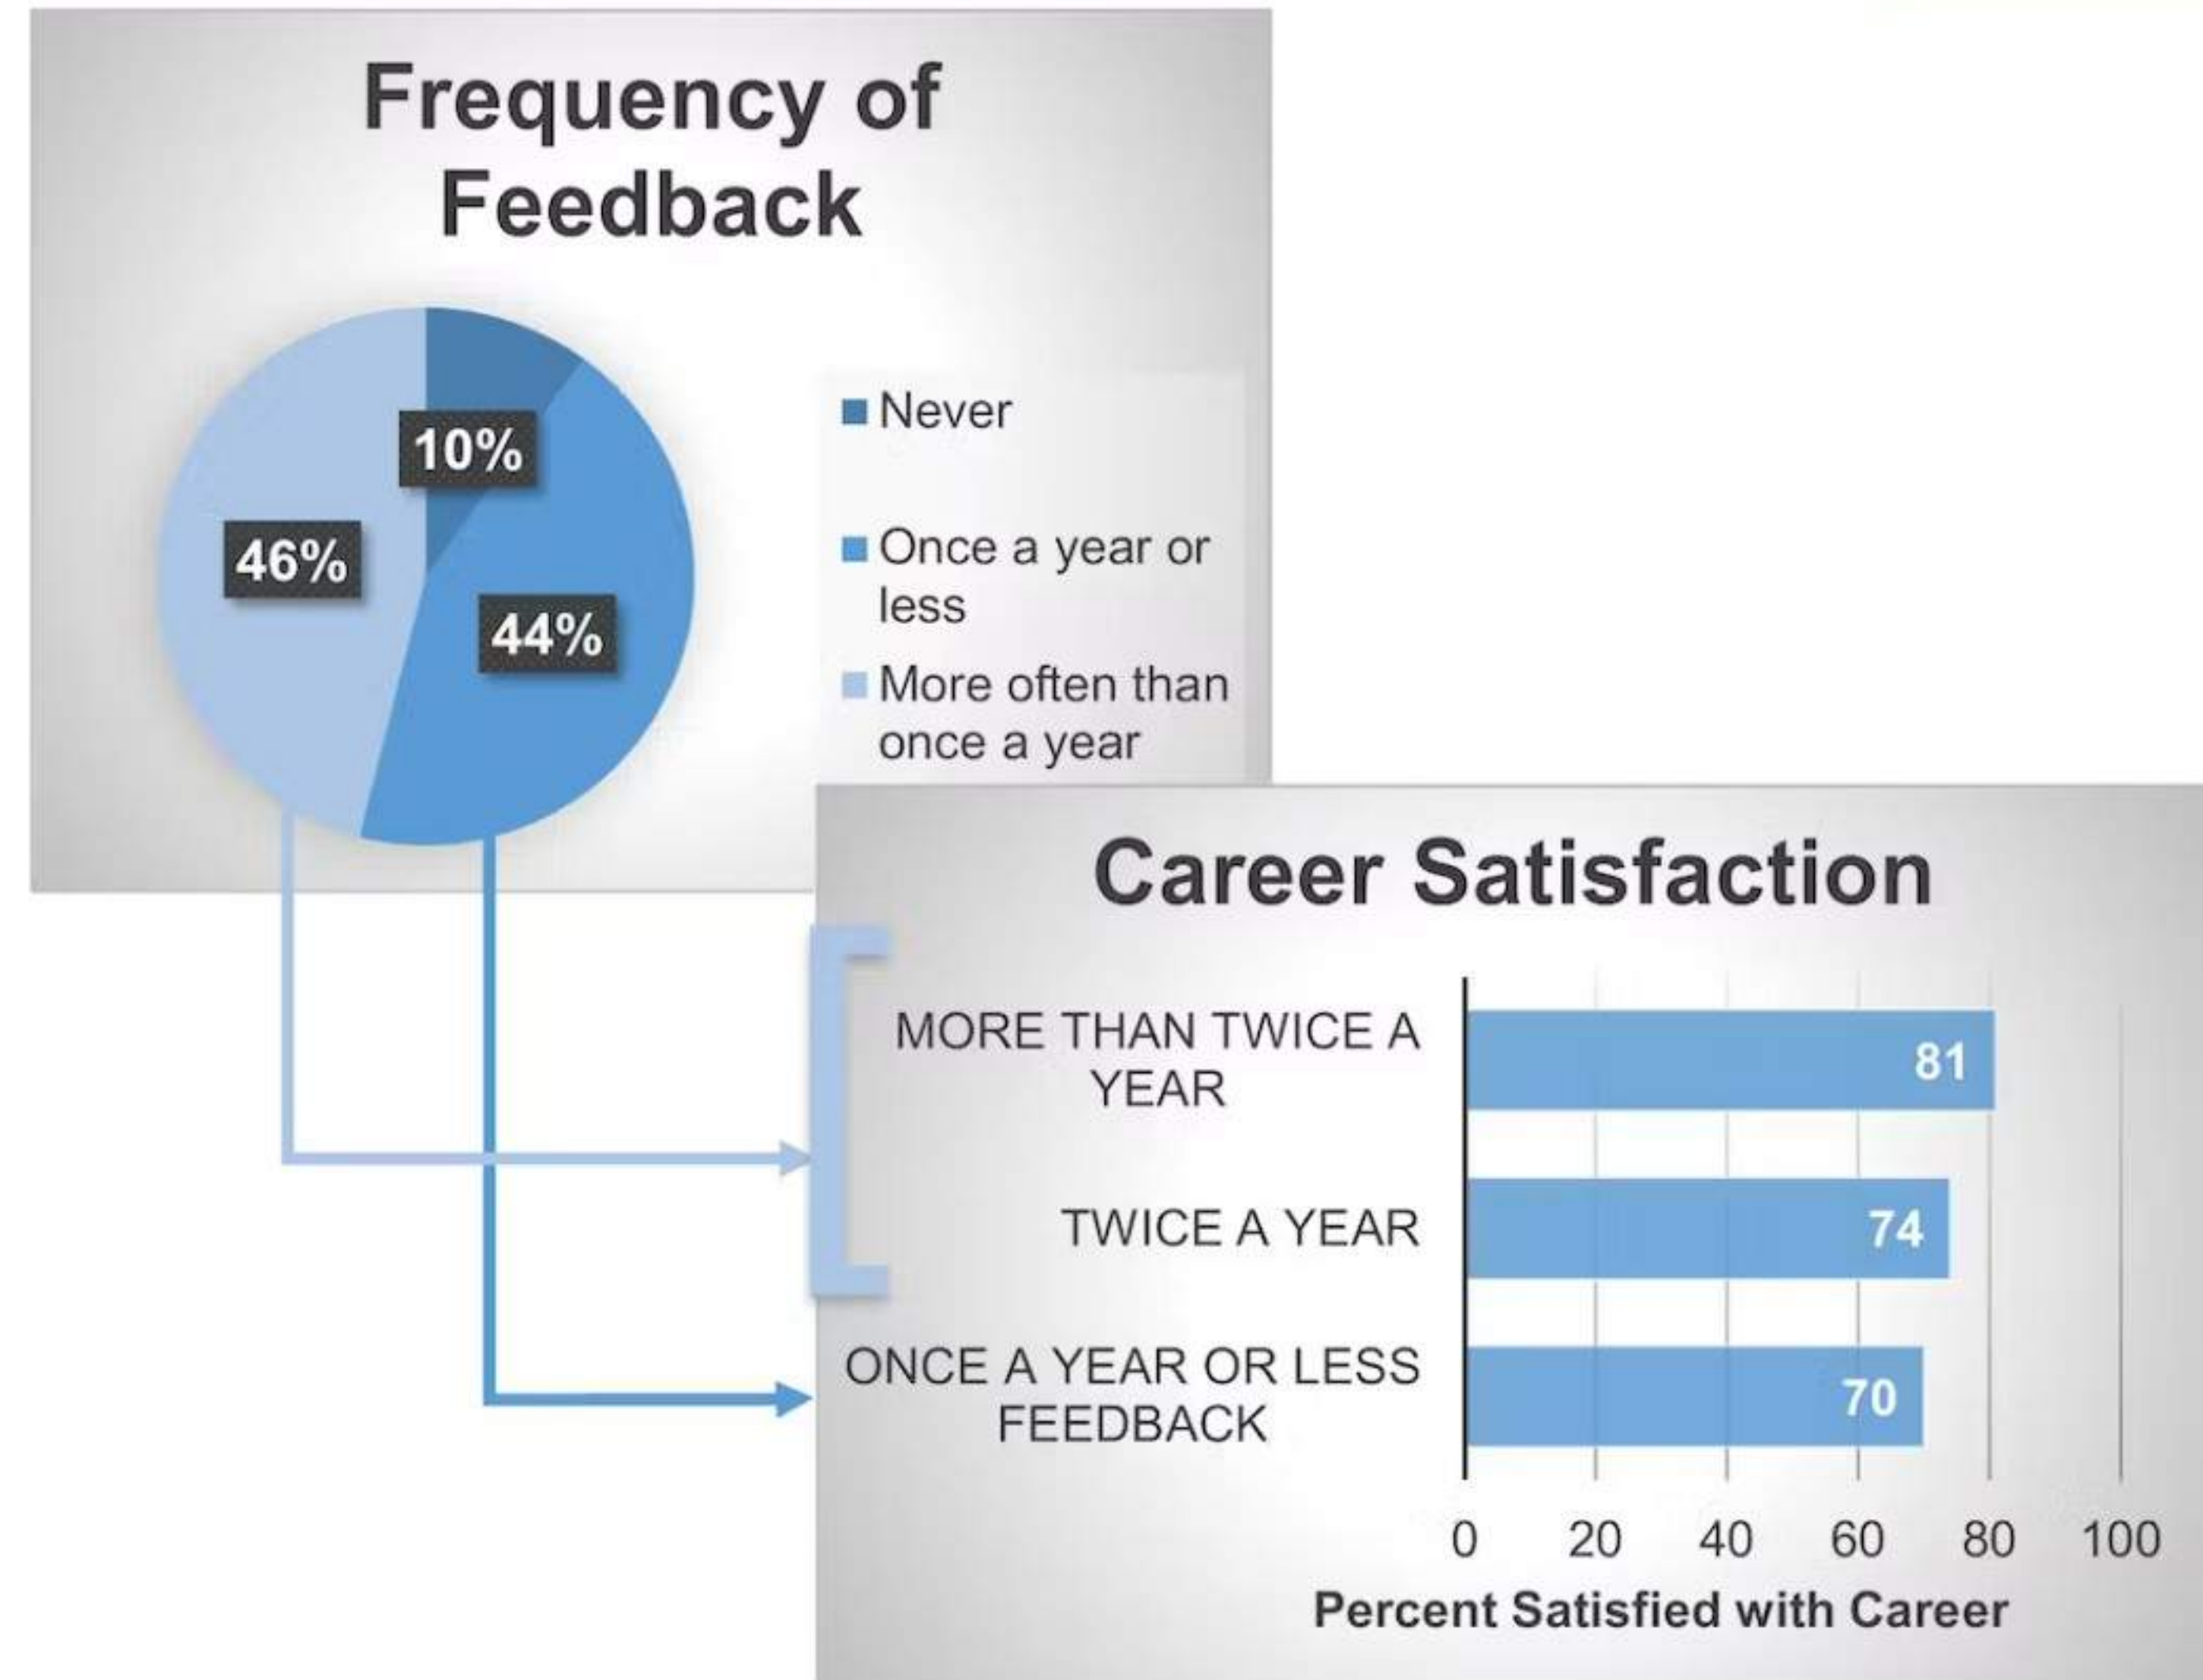 Frequency of
Feedback
10%
46%
44%
Never
Once a year or
less
More often than
once a year
Career Satisfaction
MORE THAN TWICE A
YEAR
81
TWICE A YEAR
74
ONCE A YEAR OR LESS
FEEDBACK
70
0 20 40 60 80 100
Percent Satisfied with Career